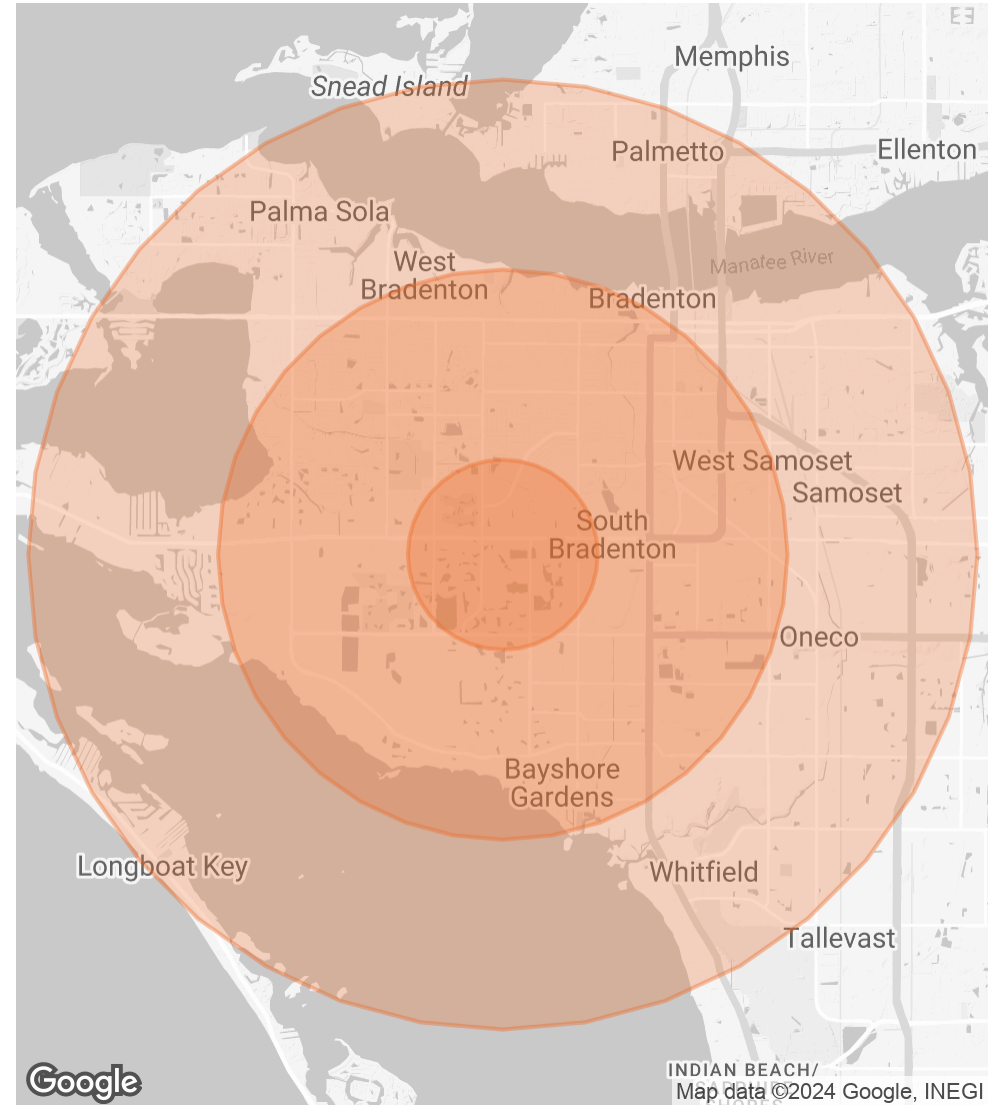 Memphis
Snead Island
Palmetto
Ellenton
Palma Sola
West
Bradenton
Manatee River
Bradenton
West Samoset
Samoset
South
Bradenton
Oneco
Bayshore
Gardens
Longboat Key
Whitfield
Tallevast
INDIAN BEACH/
Google
Map data ©2024 Google, INEGI